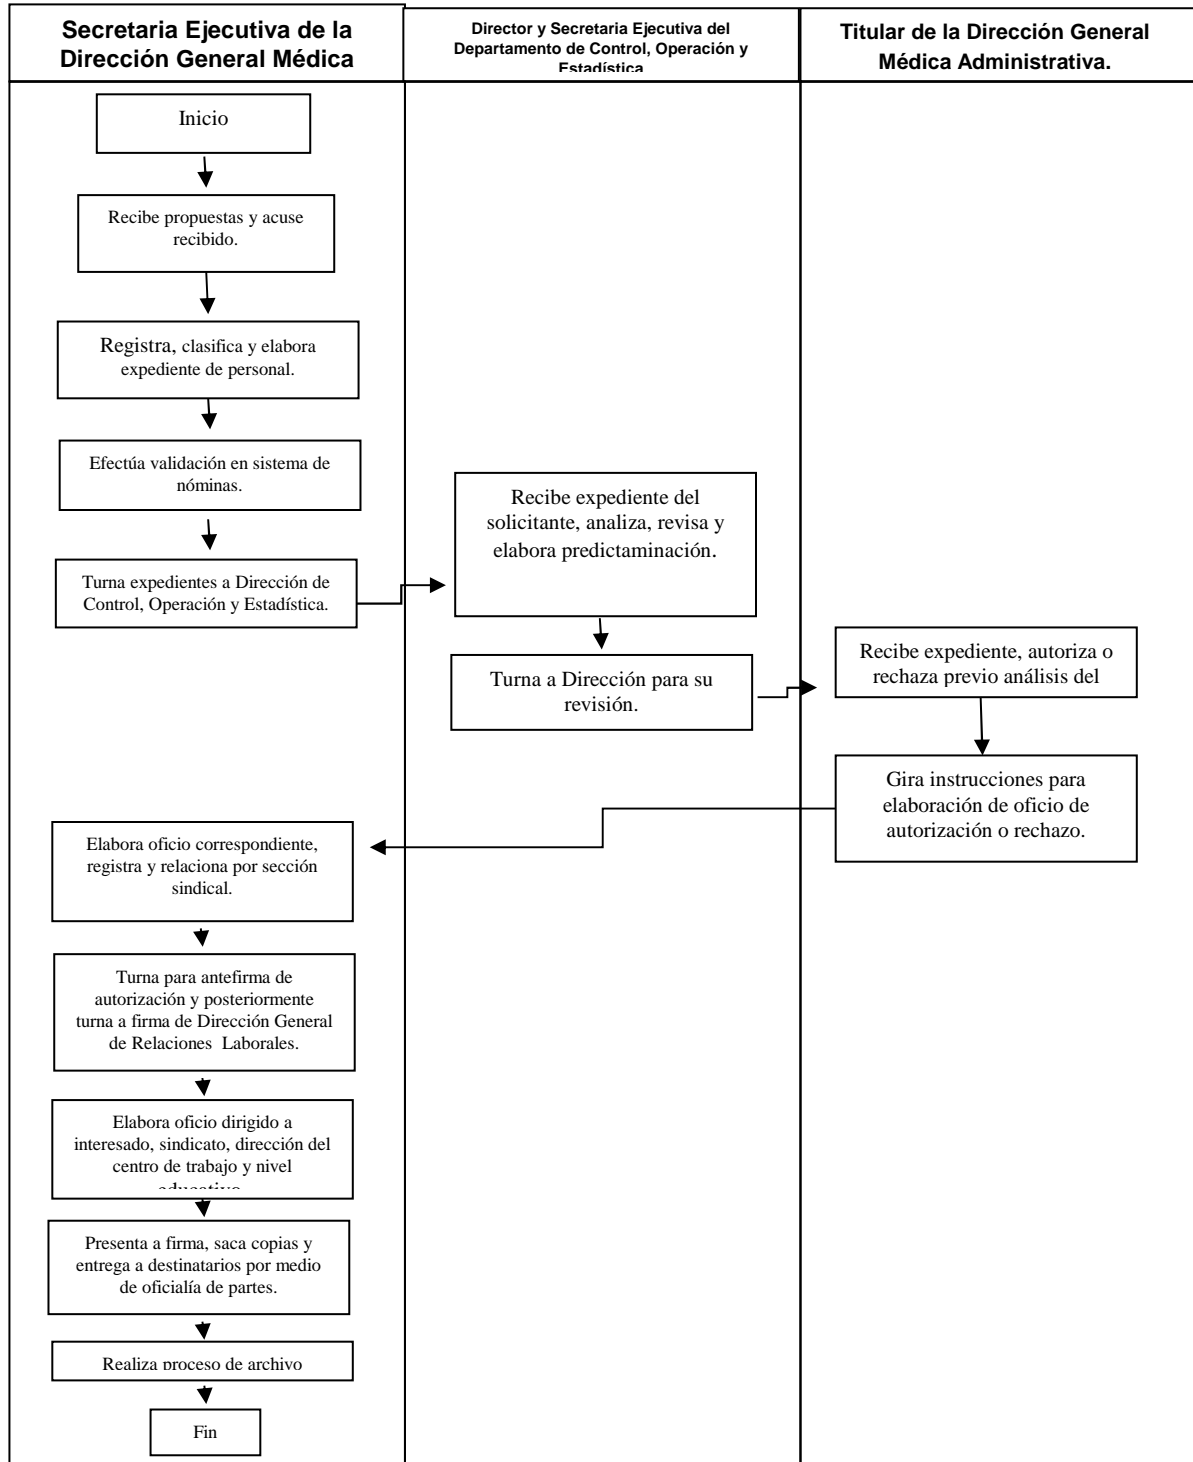 Secretaria Ejecutiva de la
Dirección General Médica
Director y Secretaria Ejecutiva del
Departamento de Control, Operación y
Estadística
Titular de la Dirección General
Médica Administrativa.
Inicio
Recibe propuestas y acuse
recibido.
Registra, clasifica y elabora
expediente de personal.
Efectúa validación en sistema de
nóminas.
Turna expedientes a Dirección de
Control, Operación y Estadística.
Recibe expediente del
solicitante, analiza, revisa y
elabora predictaminación.
Turna a Dirección para su
revisión.
Recibe expediente, autoriza o
rechaza previo análisis del
Gira instrucciones para
elaboración de oficio de
autorización o rechazo.
Elabora oficio correspondiente,
registra y relaciona por sección
sindical.
Turna para antefirma de
autorización y posteriormente
turna a firma de Dirección General
de Relaciones Laborales.
Elabora oficio dirigido a
interesado, sindicato, dirección del
centro de trabajo y nivel
educativo
Presenta a firma, saca copias y
entrega a destinatarios por medio
de oficialía de partes.
Realiza proceso de archivo
Fin